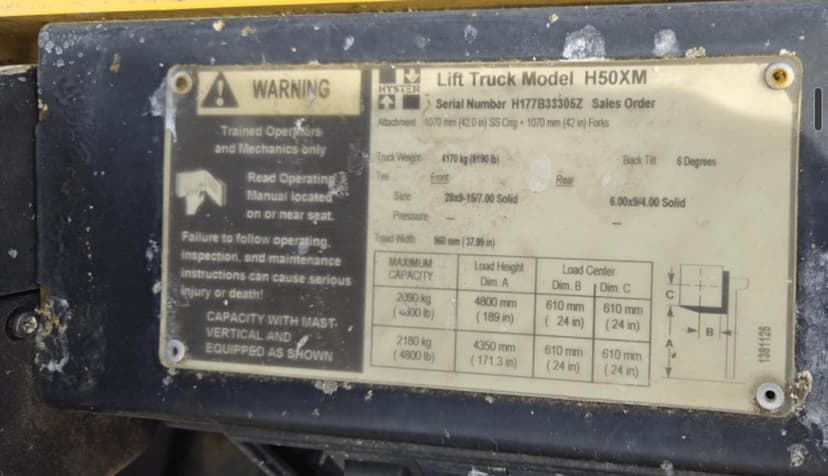 WARNING
Trained Operators
and Mechanics only
Read Operating
Manual located
on or near seat.
Failure to follow operating,
inspection, and maintenance
instructions can cause serious
injury or death!
CAPACITY WITH MAST
VERTICAL AND
EQUIPPED AS SHOWN
HYSTER
Lift Truck Model H50XM
Serial Number H177B33305Z Sales Order
Attachment 1070 mm (42.0 in) SS Crrg + 1070 mm (42 in) Forks
Truck Weight 4170 kg (9190 lb) Back Tilt 6 Degrees
Tire Front Rear
Size 28x9-15/7.00 Solid 6.00x9/4.00 Solid
Pressure — —
Tread Width 960 mm (37.99 in)
MAXIMUM CAPACITY Load Height Dim. A Load Center Dim. B Dim. C
2090 kg 4800 mm 610 mm 610 mm
(189 in) (24 in) (24 in)
2180 kg 4350 mm 610 mm 610 mm
(4800 lb) (171.3 in) (24 in) (24 in)
C
B
A
1381126